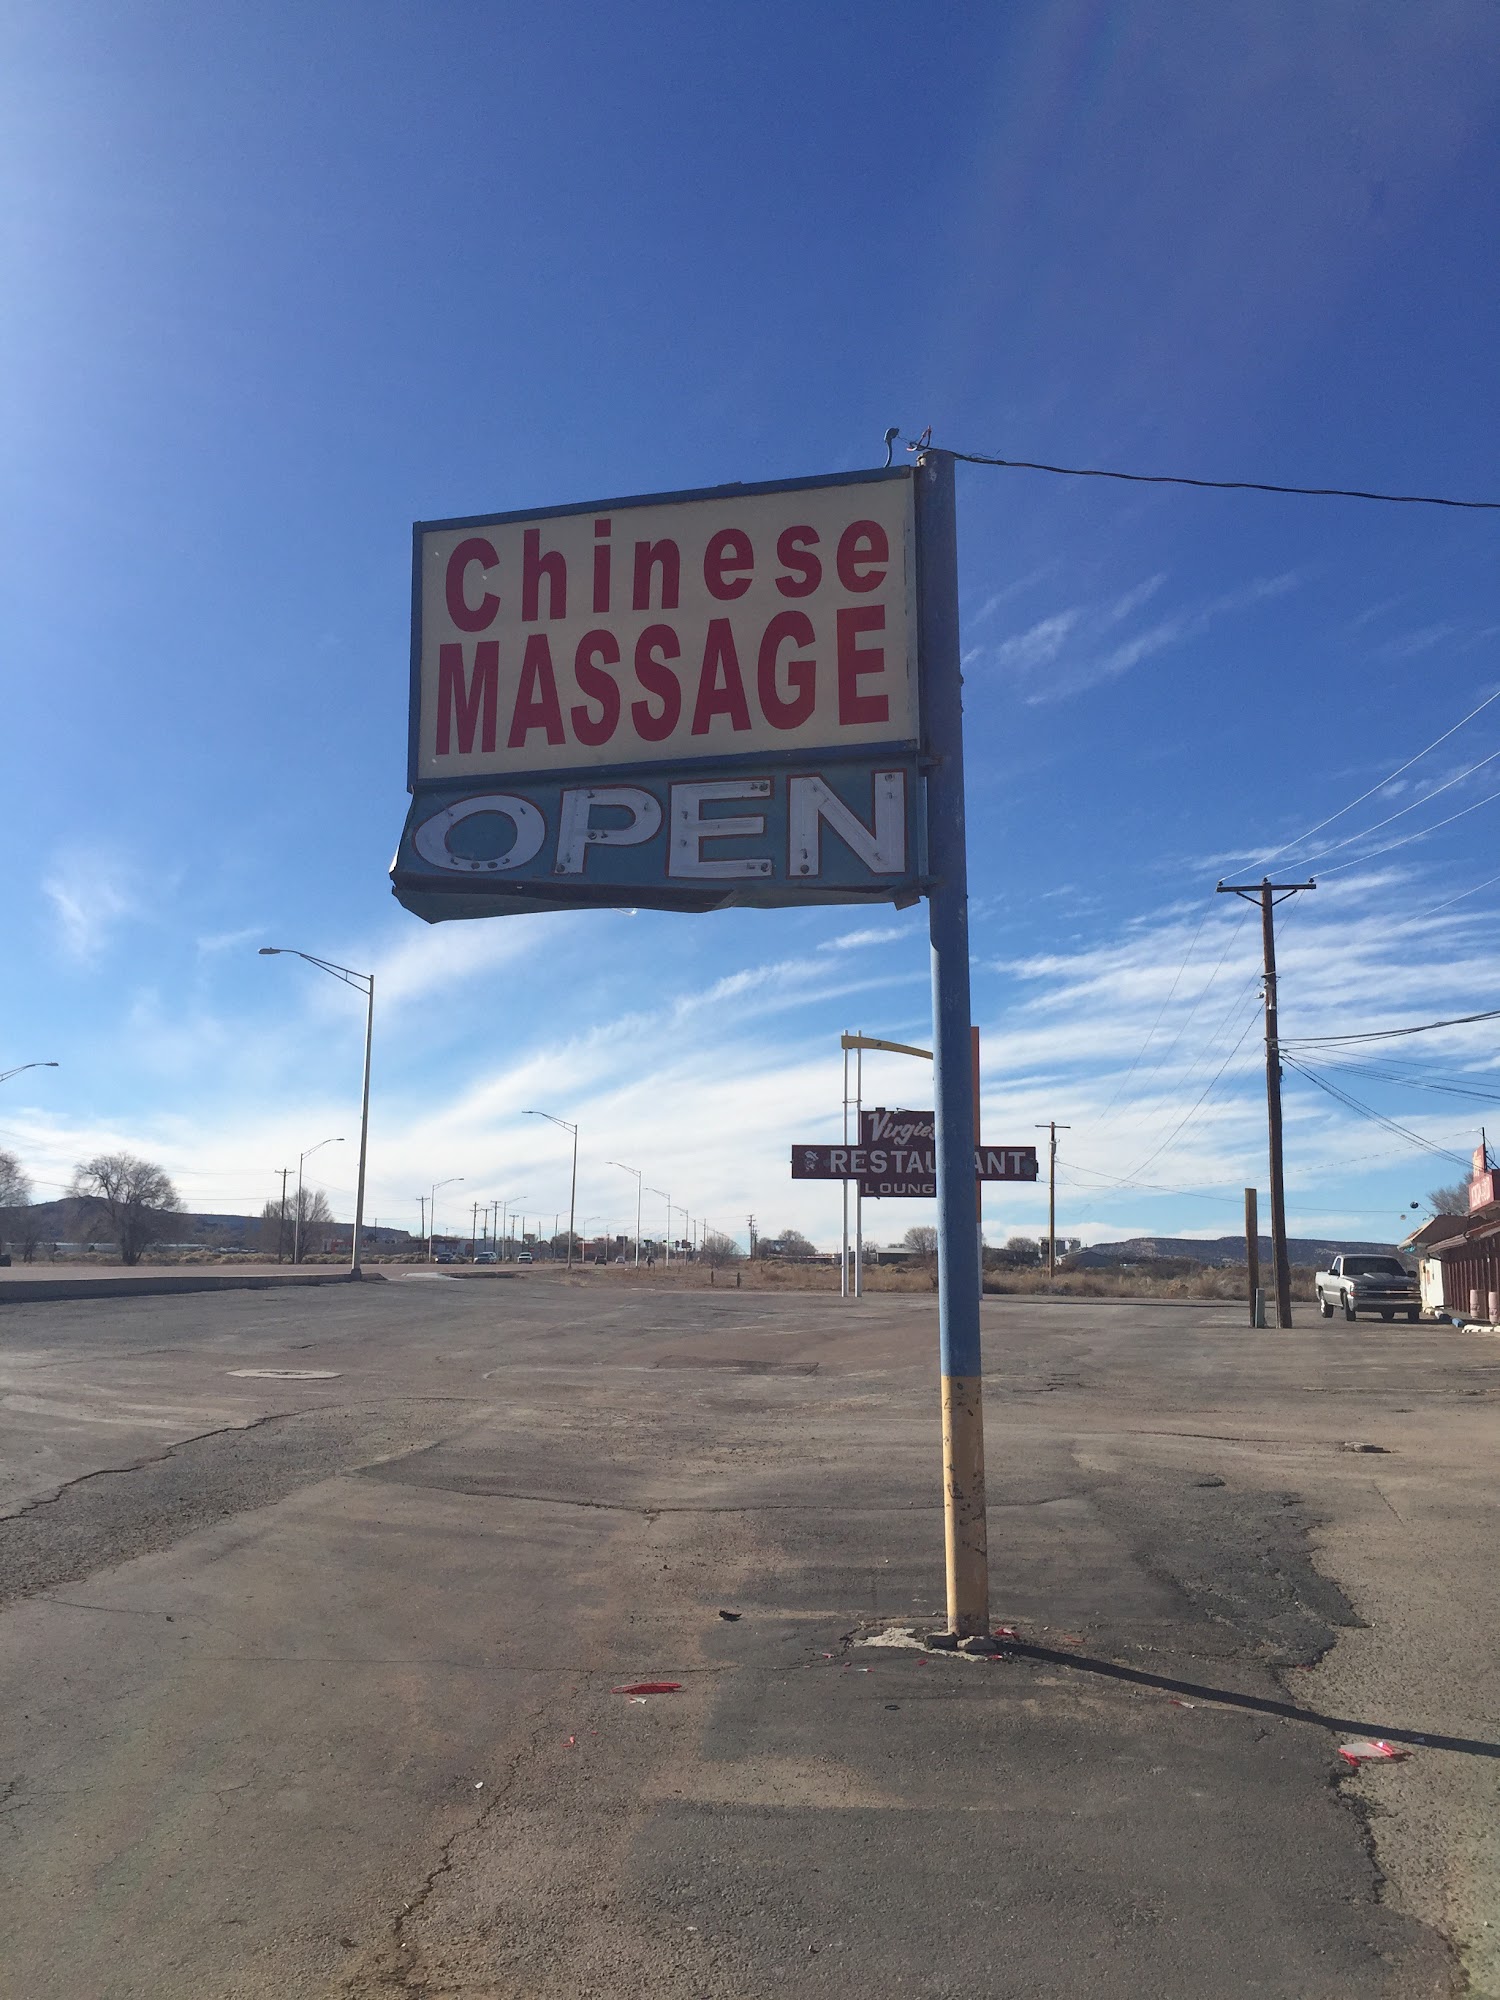 Chinese
MASSAGE
OPEN
Virgie's
RESTAURANT
LOUNGE